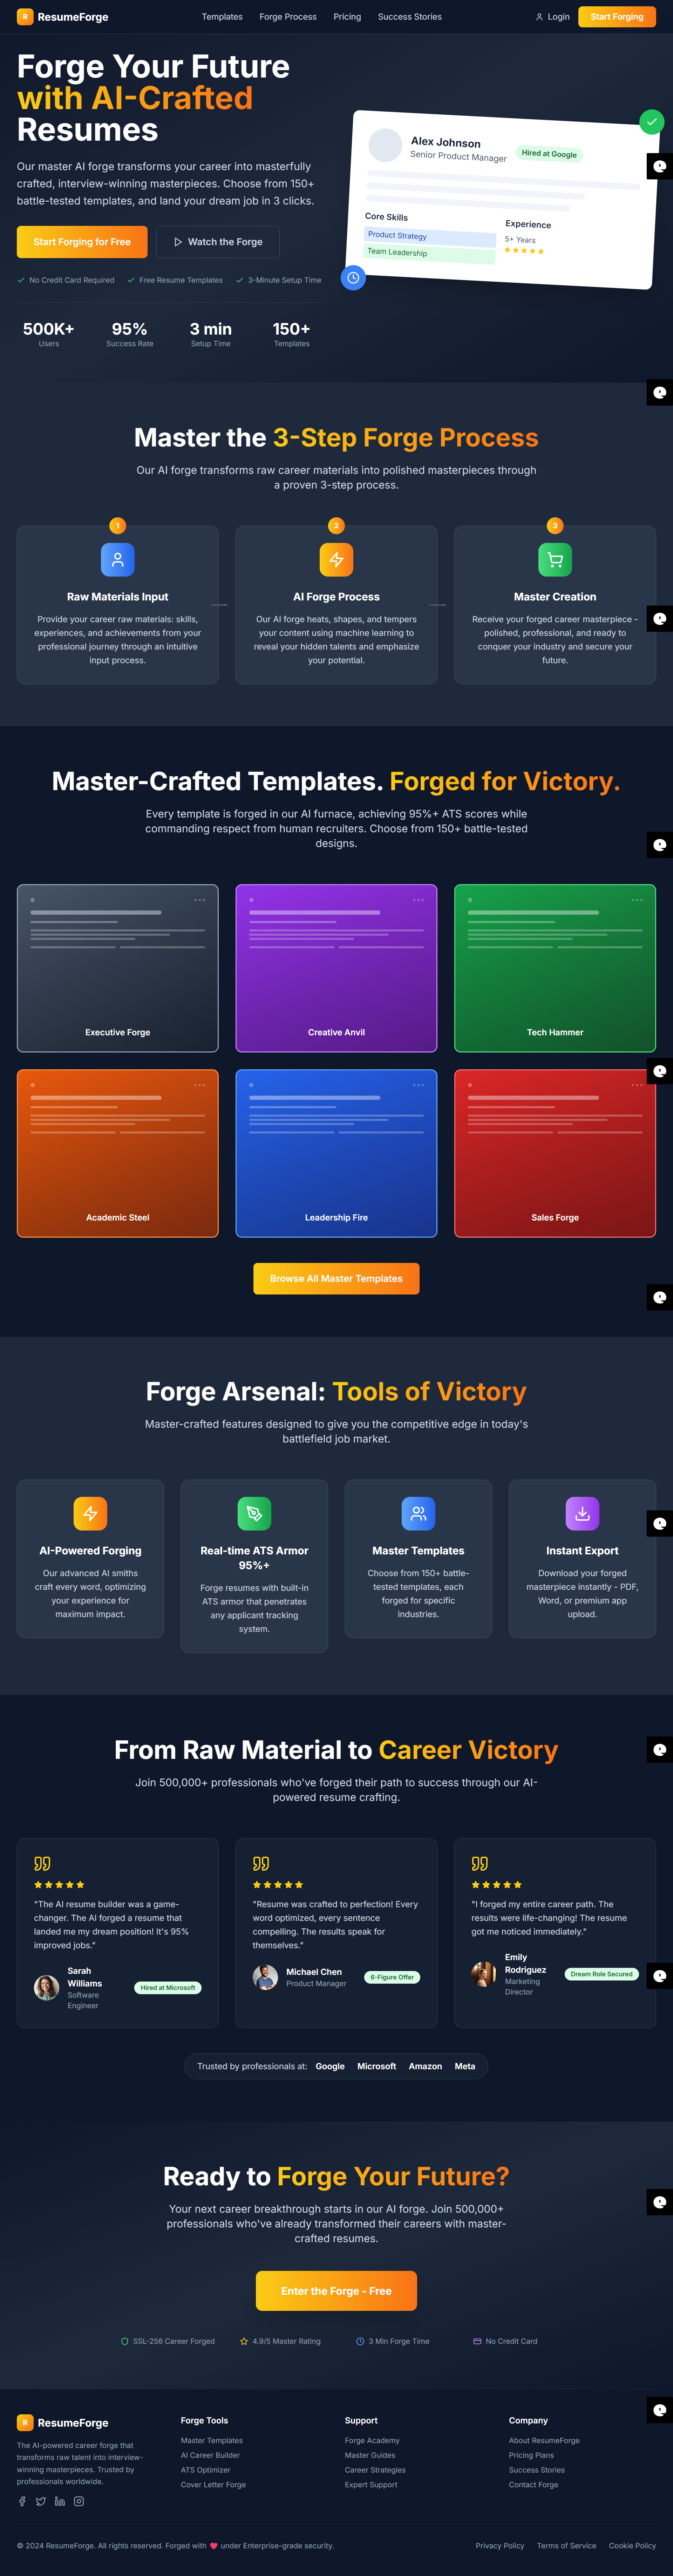 R ResumeForge
Templates Forge Process Pricing Success Stories
Login Start Forging
Forge Your Future
with AI-Crafted
Resumes
Our master AI forge transforms your career into masterfully
crafted, interview-winning masterpieces. Choose from 150+
battle-tested templates, and land your dream job in 3 clicks.
Start Forging for Free Watch the Forge
No Credit Card Required Free Resume Templates 3-Minute Setup Time
500K+ 95% 3 min 150+
Users Success Rate Setup Time Templates
Alex Johnson
Senior Product Manager
Hired at Google
Core Skills
Product Strategy
Team Leadership
Experience
5+ Years
Master the 3-Step Forge Process
Our AI forge transforms raw career materials into polished masterpieces through
a proven 3-step process.
1
Raw Materials Input
Provide your career raw materials: skills,
experiences, and achievements from your
professional journey through an intuitive
input process.
2
AI Forge Process
Our AI forge heats, shapes, and tempers
your content using machine learning to
reveal your hidden talents and emphasize
your potential.
3
Master Creation
Receive your forged career masterpiece -
polished, professional, and ready to
conquer your industry and secure your
future.
Master-Crafted Templates. Forged for Victory.
Every template is forged in our AI furnace, achieving 95%+ ATS scores while
commanding respect from human recruiters. Choose from 150+ battle-tested
designs.
Executive Forge Creative Anvil Tech Hammer
Academic Steel Leadership Fire Sales Forge
Browse All Master Templates
Forge Arsenal: Tools of Victory
Master-crafted features designed to give you the competitive edge in today's
battlefield job market.
AI-Powered Forging
Our advanced AI smiths
craft every word, optimizing
your experience for
maximum impact.
Real-time ATS Armor
95%+
Forge resumes with built-in
ATS armor that penetrates
any applicant tracking
system.
Master Templates
Choose from 150+ battle-
tested templates, each
forged for specific
industries.
Instant Export
Download your forged
masterpiece instantly - PDF,
Word, or premium app
upload.
From Raw Material to Career Victory
Join 500,000+ professionals who've forged their path to success through our AI-
powered resume crafting.
"The AI resume builder was a game-
changer. The AI forged a resume that
landed me my dream position! It's 95%
improved jobs."
Sarah
Williams
Software
Engineer
Hired at Microsoft
"Resume was crafted to perfection! Every
word optimized, every sentence
compelling. The results speak for
themselves."
Michael Chen
Product Manager
6-Figure Offer
"I forged my entire career path. The
results were life-changing! The resume
got me noticed immediately."
Emily
Rodriguez
Marketing
Director
Dream Role Secured
Trusted by professionals at: Google Microsoft Amazon Meta
Ready to Forge Your Future?
Your next career breakthrough starts in our AI forge. Join 500,000+
professionals who've already transformed their careers with master-
crafted resumes.
Enter the Forge - Free
SSL-256 Career Forged 4.9/5 Master Rating 3 Min Forge Time No Credit Card
R ResumeForge
The AI-powered career forge that
transforms raw talent into interview-
winning masterpieces. Trusted by
professionals worldwide.
Forge Tools
Master Templates
AI Career Builder
ATS Optimizer
Cover Letter Forge
Support
Forge Academy
Master Guides
Career Strategies
Expert Support
Company
About ResumeForge
Pricing Plans
Success Stories
Contact Forge
© 2024 ResumeForge. All rights reserved. Forged with ❤️ under Enterprise-grade security.
Privacy Policy Terms of Service Cookie Policy